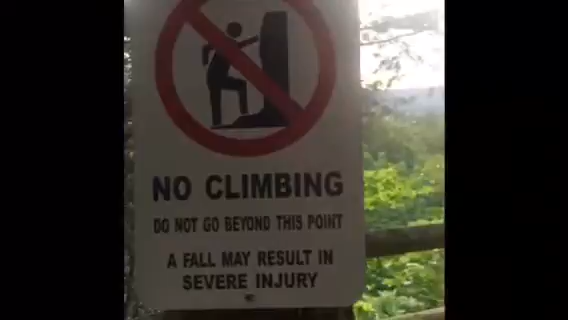 NO CLIMBING
DO NOT GO BEYOND THIS POINT
A FALL MAY RESULT IN
SEVERE INJURY